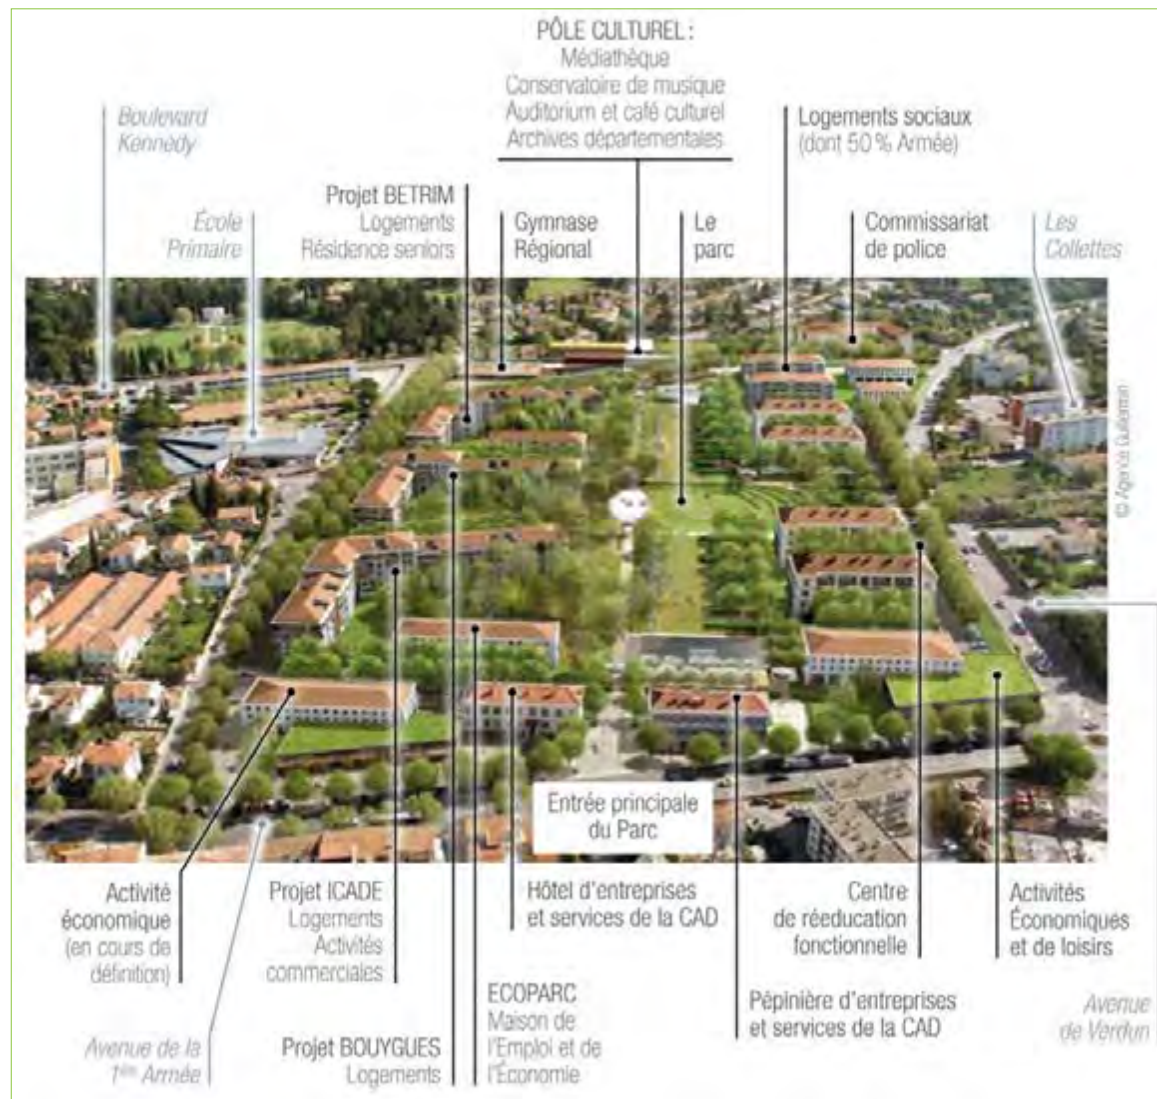 PÔLE CULTUREL :
Médiathèque
Conservatoire de musique
Auditorium et café culturel
Archives départementales
Boulevard
Kennedy
Logements sociaux
(dont 50 % Armée)
Projet BETRIM
Logements
Résidence seniors
École
Primaire
Gymnase
Régional
Le
parc
Commissariat
de police
Les
Collettes
© Agence Guillermin
Entrée principale
du Parc
Activité
économique
(en cours de
définition)
Projet ICADE
Logements
Activités
commerciales
Hôtel d'entreprises
et services de la CAD
Centre
de réeducation
fonctionnelle
Activités
Économiques
et de loisirs
ECOPARC
Maison de
l'Emploi et de
l'Économie
Pépinière d'entreprises
et services de la CAD
Avenue
de Verdun
Avenue de la
1ère Armée
Projet BOUYGUES
Logements